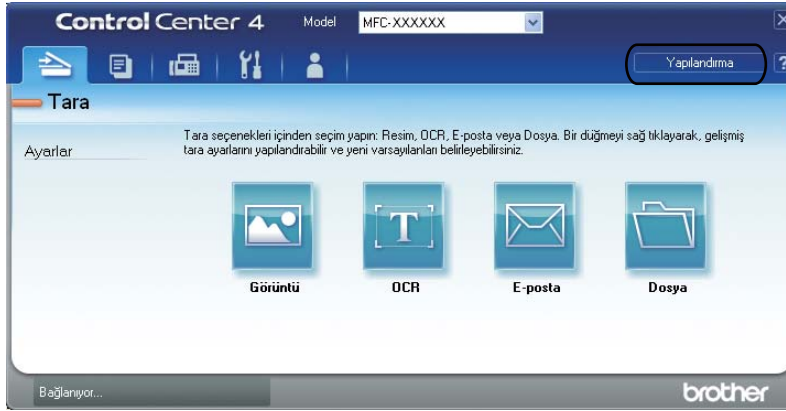 Control Center 4 Model MFC-XXXXXX
Yapılandırma ?
Tara
Tara seçenekleri içinden seçim yapın: Resim, OCR, E-posta veya Dosya. Bir düğmeyi sağ tıklayarak, gelişmiş
Ayarlar
tara ayarlarını yapılandırabilir ve yeni varsayılanları belirleyebilirsiniz.
T
Görüntü OCR E-posta Dosya
Bağlanıyor... brother